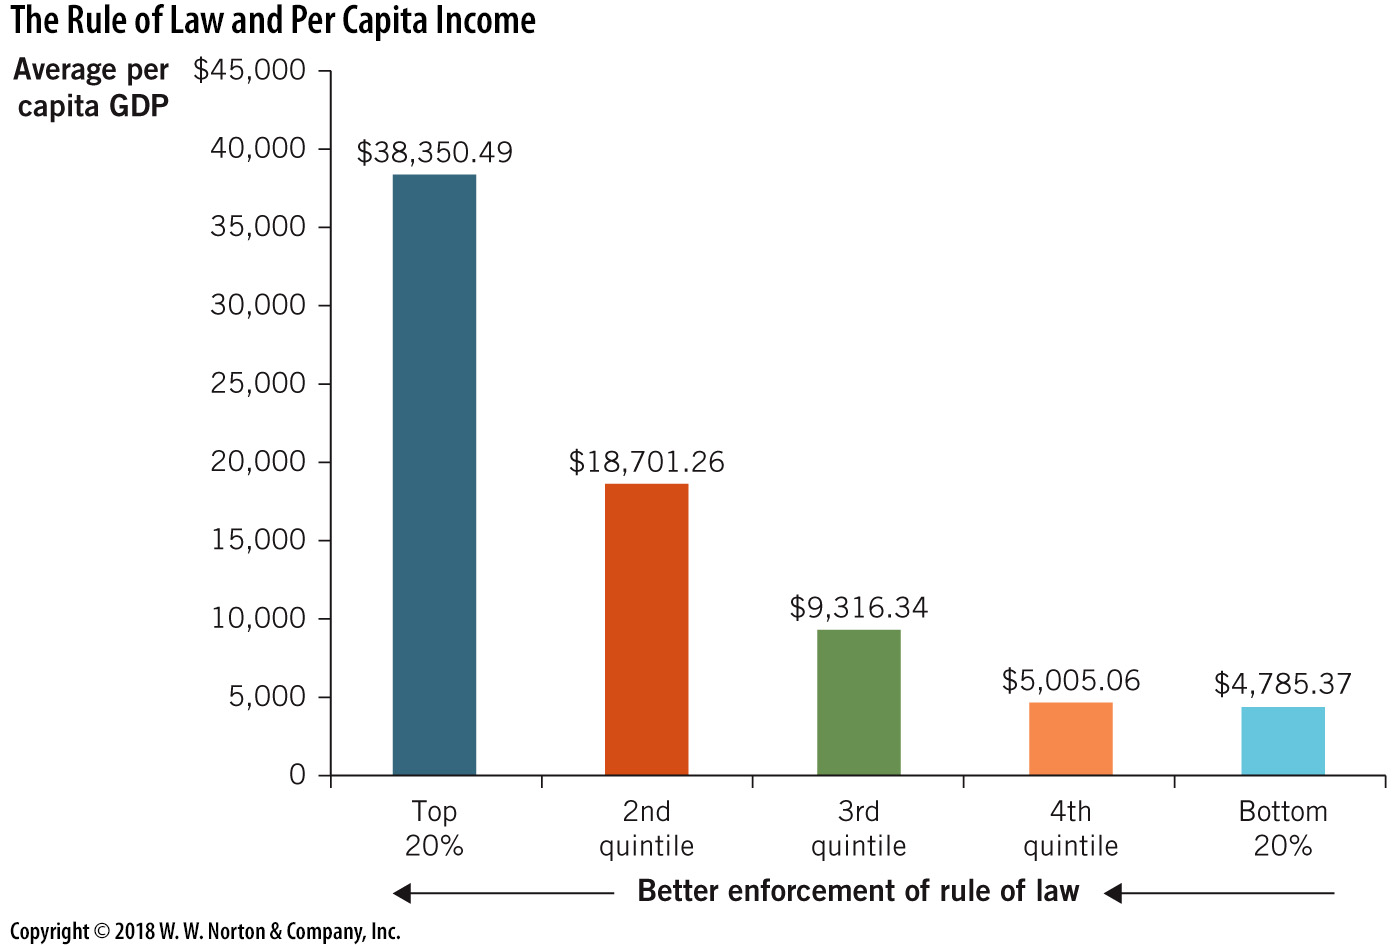 The Rule of Law and Per Capita Income
Average per
capita GDP
$45,000
40,000
35,000
30,000
25,000
20,000
15,000
10,000
5,000
0
$38,350.49
$18,701.26
$9,316.34
$5,005.06
$4,785.37
Top
20%
2nd
quintile
3rd
quintile
4th
quintile
Bottom
20%
Better enforcement of rule of law
Copyright © 2018 W. W. Norton & Company, Inc.